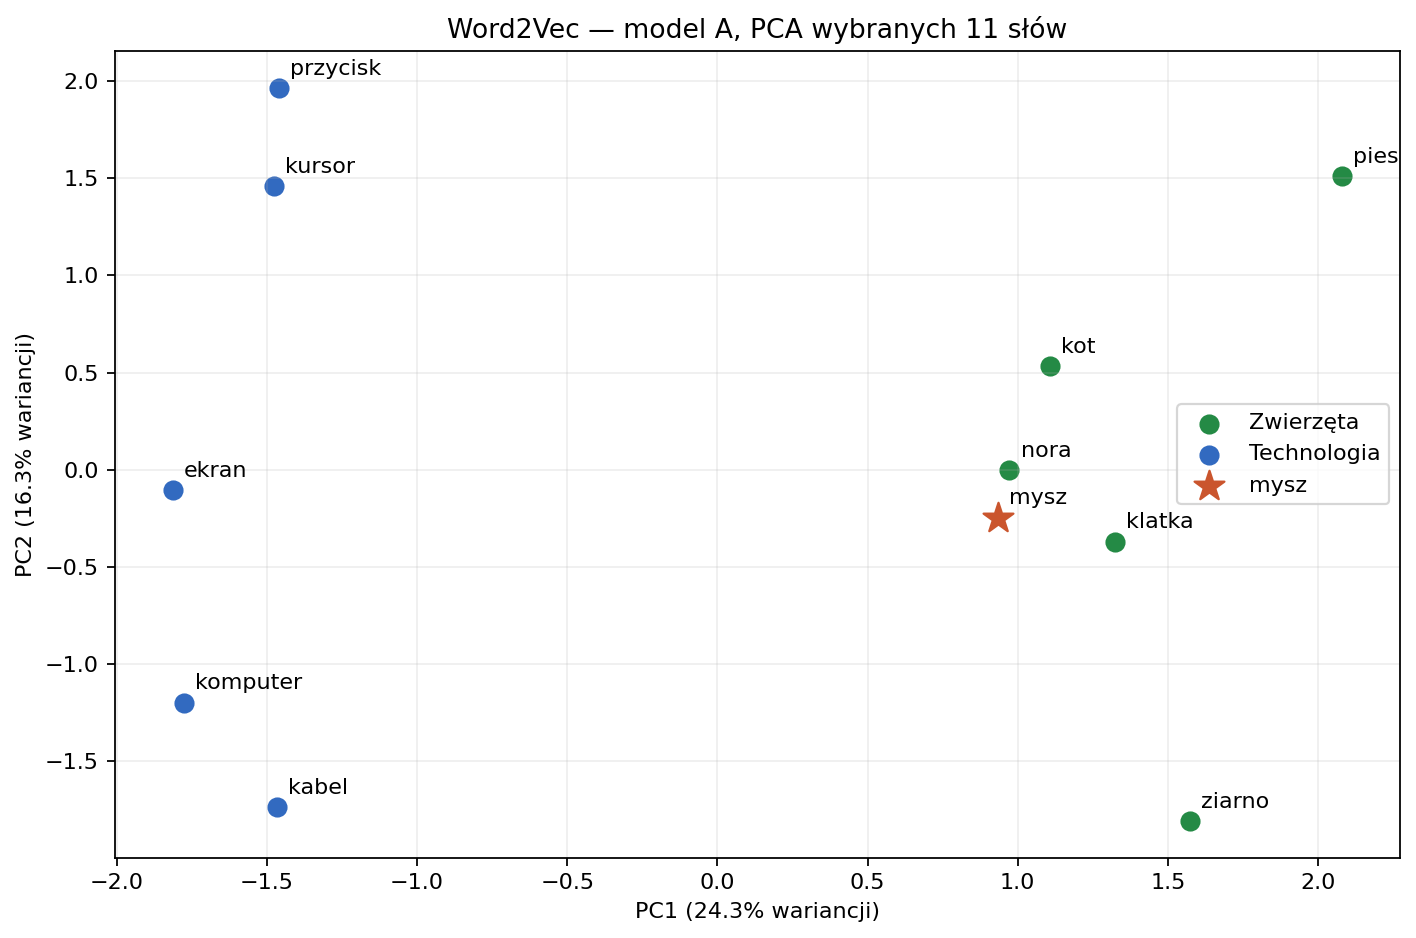 Word2Vec — model A, PCA wybranych 11 słów
przycisk
kursor
pies
kot
nora
mysz
klatka
ekran
komputer
kabel
ziarno
Zwierzęta
Technologia
mysz
PC2 (16.3% wariancji)
2.0
1.5
1.0
0.5
0.0
−0.5
−1.0
−1.5
−2.0 −1.5 −1.0 −0.5 0.0 0.5 1.0 1.5 2.0
PC1 (24.3% wariancji)